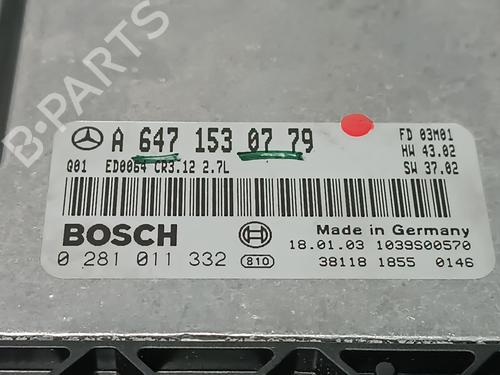 B-PARTS
A 647 153 07 79
FD 03M01
Q01 ED0064 CR3.12 2.7L
HW 43.02
SW 37.02
BOSCH
Made in Germany
18.01.03 1039S00570
0 281 011 332 810
38118 1855 0146